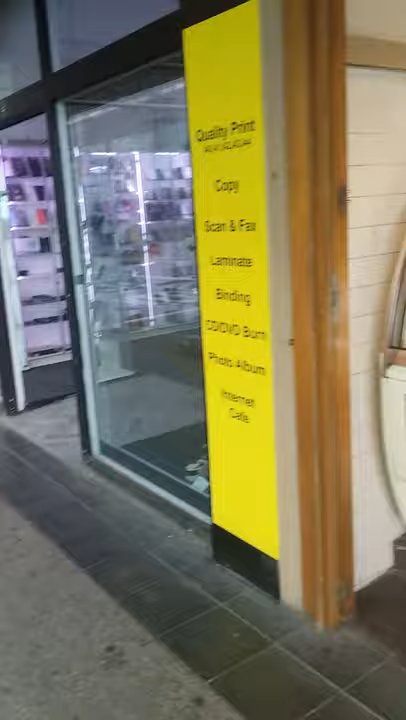 Quality Print
Copy
Scan & Fax
Laminate
Binding
CD/DVD Burn
Photo Album
Internet
Cafe